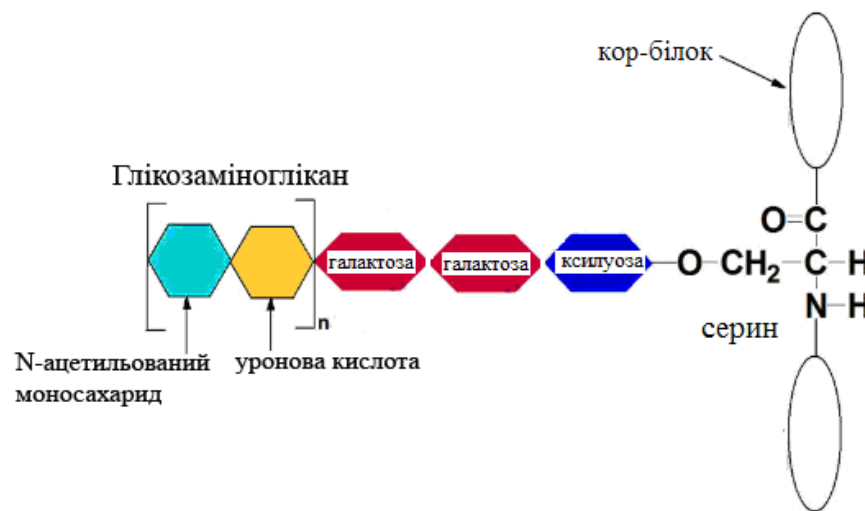 кор-білок
Глікозаміноглікан
O=C
галактоза галактоза ксилуоза O CH₂ C H
n
N H
серин
N-ацетильований уронова кислота
моносахарид